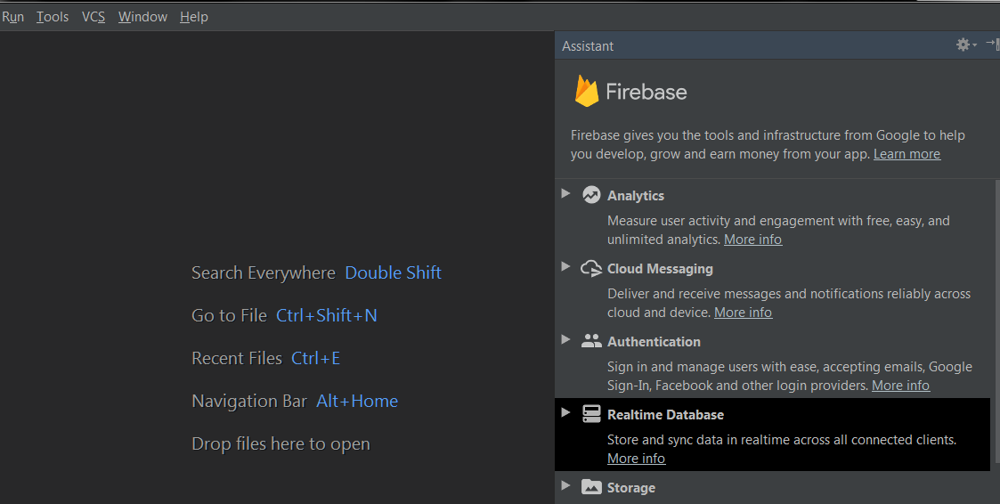 Run Tools VCS Window Help
Assistant
Firebase
Firebase gives you the tools and infrastructure from Google to help
you develop, grow and earn money from your app. Learn more
Analytics
Measure user activity and engagement with free, easy, and
unlimited analytics. More info
Cloud Messaging
Deliver and receive messages and notifications reliably across
cloud and device. More info
Authentication
Sign in and manage users with ease, accepting emails, Google
Sign-In, Facebook and other login providers. More info
Realtime Database
Store and sync data in realtime across all connected clients.
More info
Storage
Search Everywhere Double Shift
Go to File Ctrl+Shift+N
Recent Files Ctrl+E
Navigation Bar Alt+Home
Drop files here to open